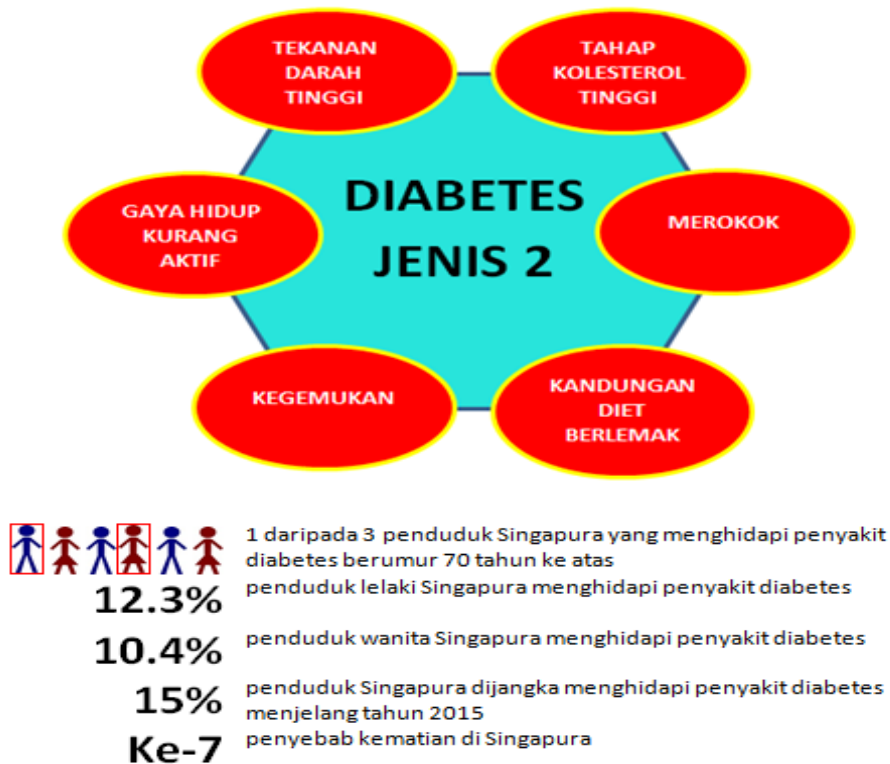 TEKANAN
DARAH
TINGGI
TAHAP
KOLESTEROL
TINGGI
GAYA HIDUP
KURANG
AKTIF
DIABETES
JENIS 2
MEROKOK
KEGEMUKAN
KANDUNGAN
DIET
BERLEMAK
1 daripada 3 penduduk Singapura yang menghidapi penyakit
diabetes berumur 70 tahun ke atas
12.3% penduduk lelaki Singapura menghidapi penyakit diabetes
10.4% penduduk wanita Singapura menghidapi penyakit diabetes
15% penduduk Singapura dijangka menghidapi penyakit diabetes
menjelang tahun 2015
Ke-7 penyebab kematian di Singapura